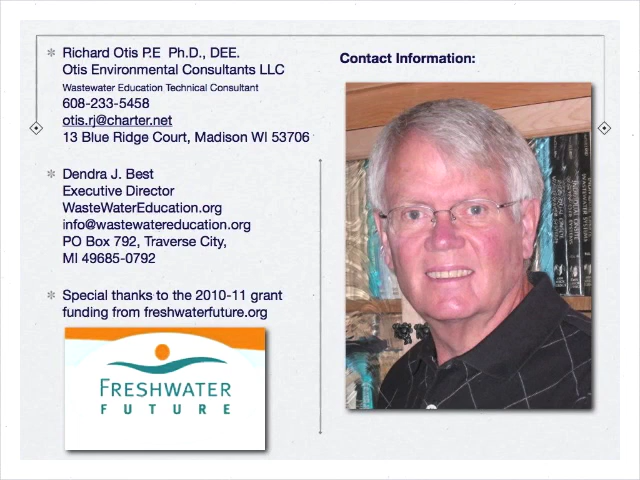 Richard Otis P.E Ph.D., DEE.
Otis Environmental Consultants LLC
Wastewater Education Technical Consultant
608-233-5458
otis.rj@charter.net
13 Blue Ridge Court, Madison WI 53706
Dendra J. Best
Executive Director
WasteWaterEducation.org
info@wastewatereducation.org
PO Box 792, Traverse City,
MI 49685-0792
Special thanks to the 2010-11 grant
funding from freshwaterfuture.org
FRESHWATER
FUTURE
Contact Information: